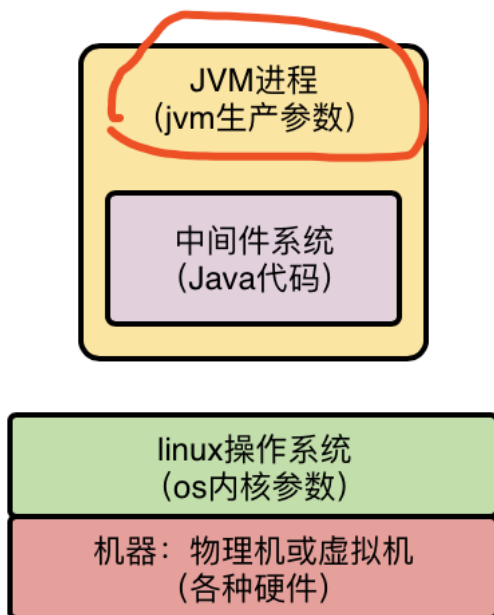 JVM进程
（jvm生产参数）
中间件系统
（Java代码）
linux操作系统
（os内核参数）
机器：物理机或虚拟机
（各种硬件）